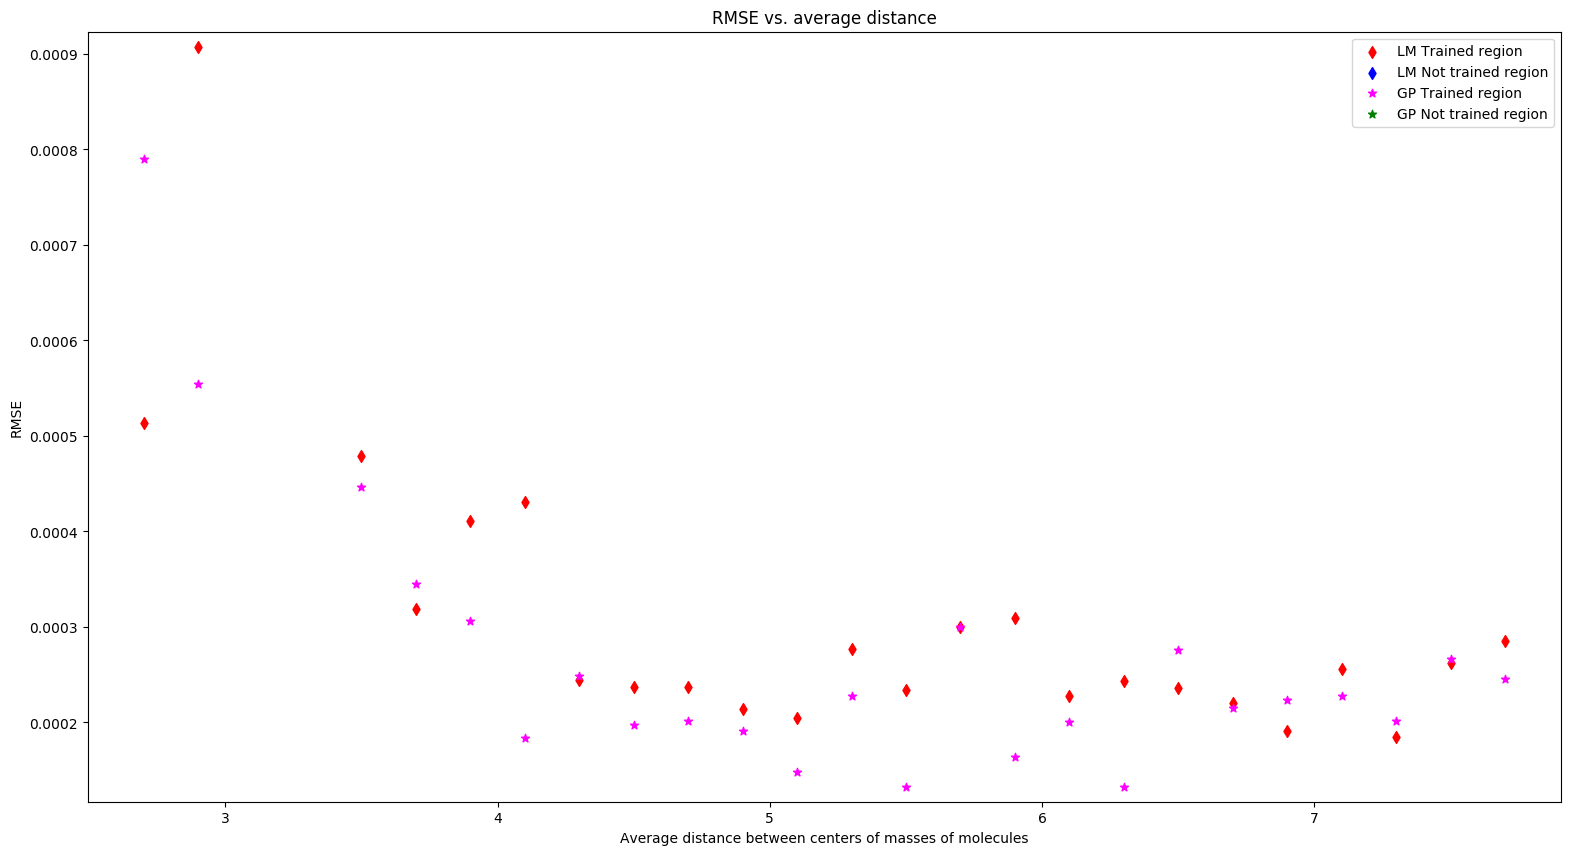 RMSE vs. average distance
LM Trained region
LM Not trained region
GP Trained region
GP Not trained region
RMSE
0.0009
0.0008
0.0007
0.0006
0.0005
0.0004
0.0003
0.0002
3
4
5
6
7
Average distance between centers of masses of molecules